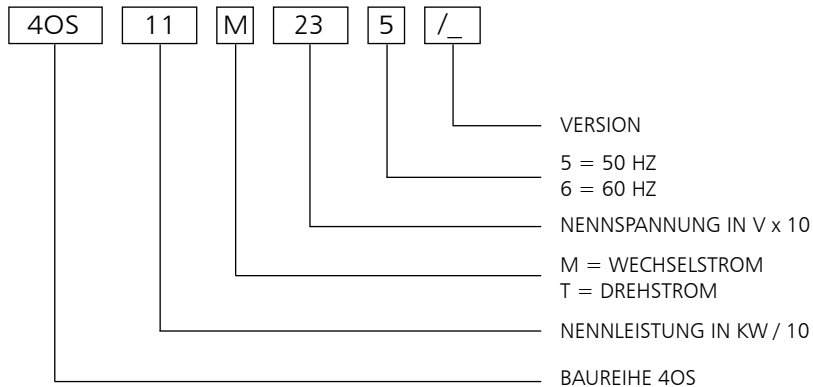 4OS 11 M 23 5 /_
VERSION
5 = 50 HZ
6 = 60 HZ
NENNSPANNUNG IN V x 10
M = WECHSELSTROM
T = DREHSTROM
NENNLEISTUNG IN KW / 10
BAUREIHE 4OS